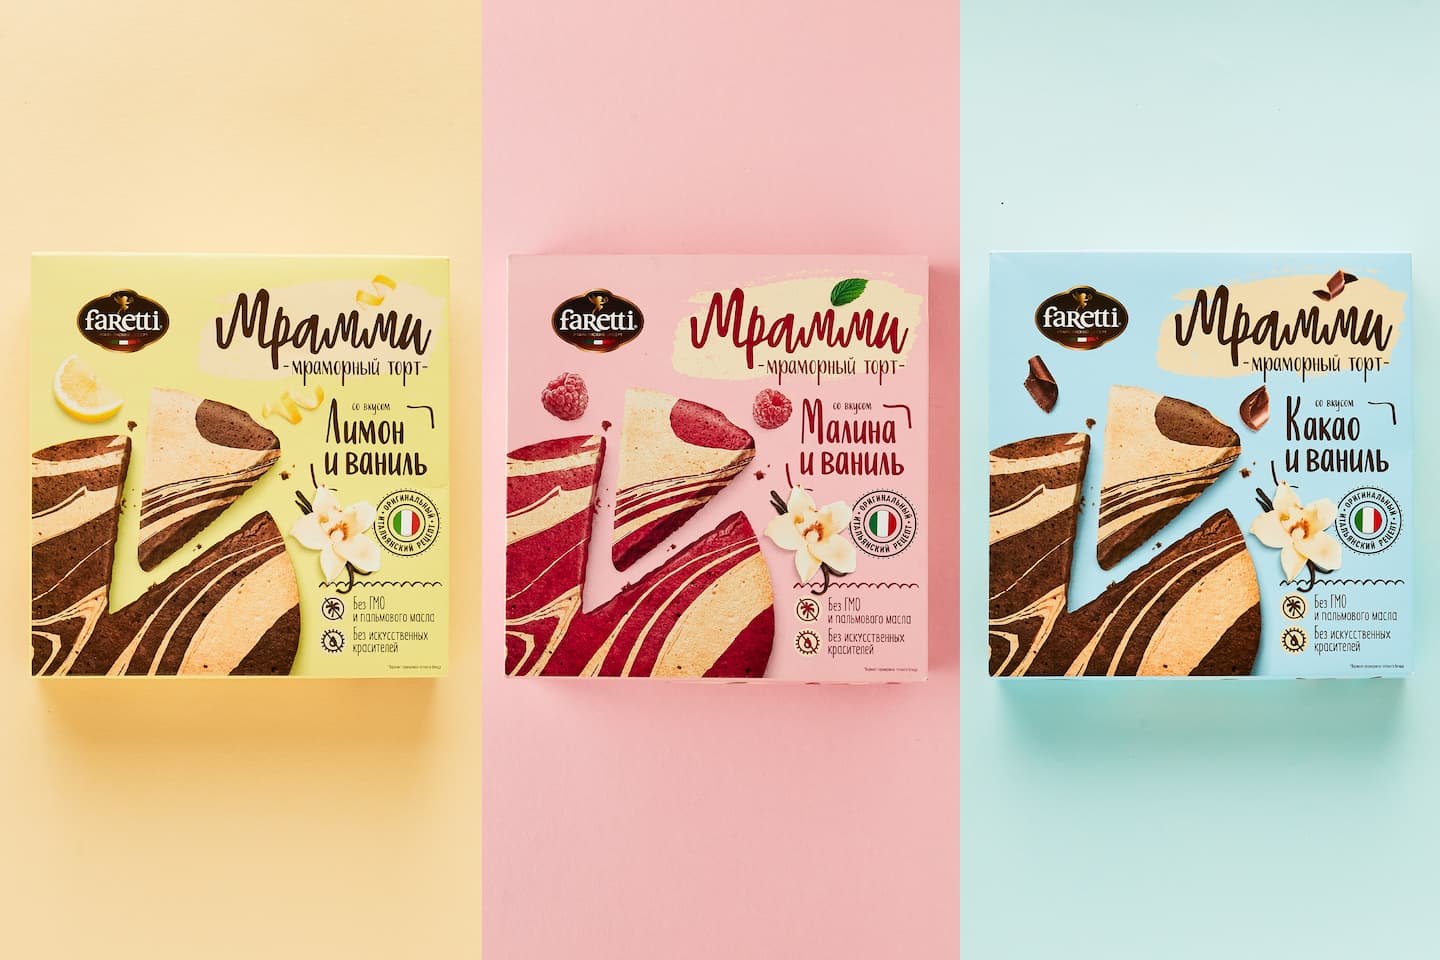 faRetti
Мрамми
-мраморный торт-
со вкусом
Лимон
и ваниль
ОРИГИНАЛЬНЫЙ
ИТАЛЬЯНСКИЙ РЕЦЕПТ
Без ГМО
и пальмового масла
Без искусственных
красителей
faRetti
Мрамми
-мраморный торт-
со вкусом
Малина
и ваниль
ОРИГИНАЛЬНЫЙ
ИТАЛЬЯНСКИЙ РЕЦЕПТ
Без ГМО
и пальмового масла
Без искусственных
красителей
faRetti
Мрамми
-мраморный торт-
со вкусом
Какао
и ваниль
ОРИГИНАЛЬНЫЙ
ИТАЛЬЯНСКИЙ РЕЦЕПТ
Без ГМО
и пальмового масла
Без искусственных
красителей